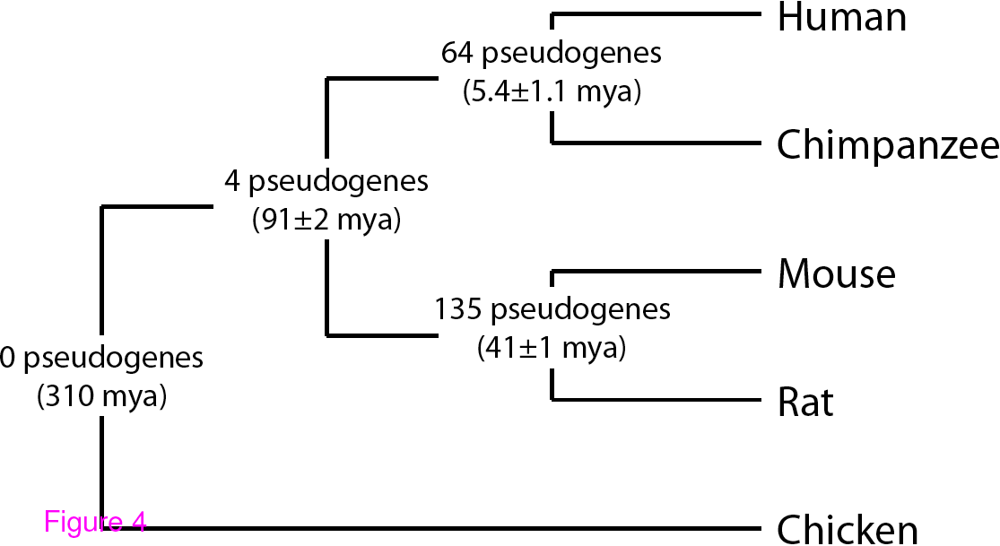 Human
64 pseudogenes
(5.4±1.1 mya)
Chimpanzee
4 pseudogenes
(91±2 mya)
Mouse
135 pseudogenes
(41±1 mya)
0 pseudogenes
(310 mya)
Rat
Figure 4
Chicken